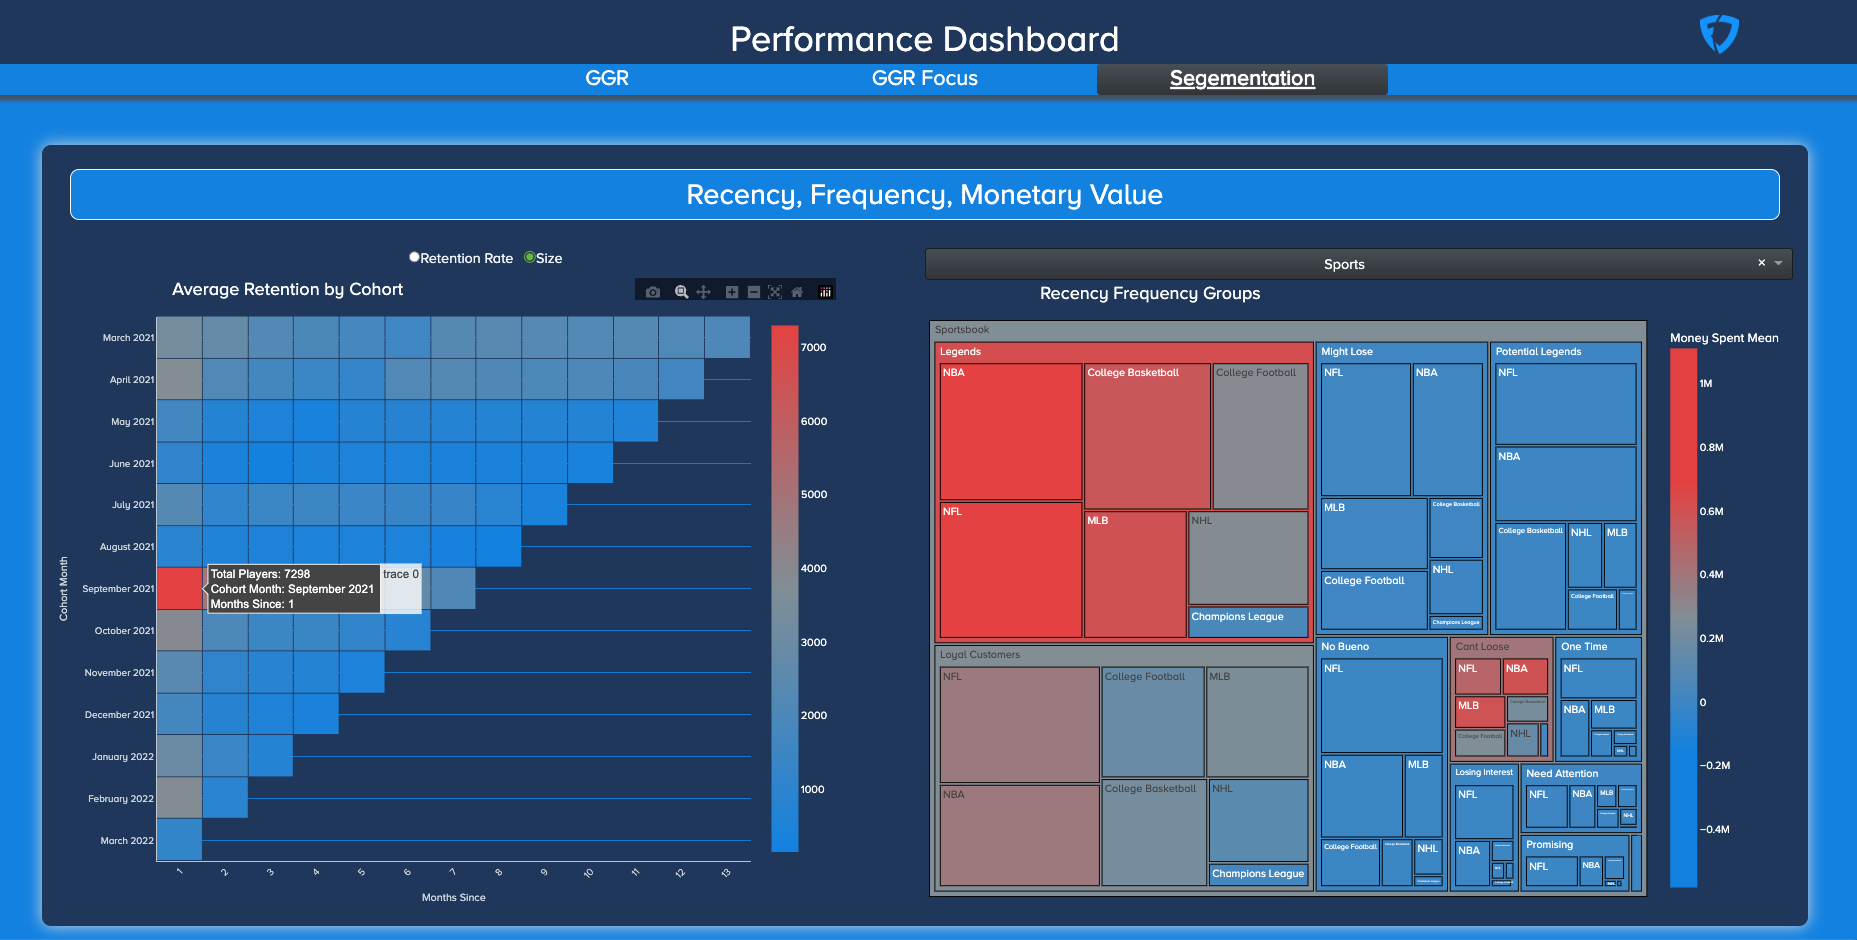 Performance Dashboard
GGR
GGR Focus
Segementation
Recency, Frequency, Monetary Value
Retention Rate
Size
Average Retention by Cohort
Cohort Month
March 2021
April 2021
May 2021
June 2021
July 2021
August 2021
September 2021
October 2021
November 2021
December 2021
January 2022
February 2022
March 2022
Total Players: 7298
Cohort Month: September 2021
Months Since: 1
trace 0
1
2
3
4
5
6
7
8
9
10
11
12
13
Months Since
7000
6000
5000
4000
3000
2000
1000
Sports
×
Recency Frequency Groups
Sportsbook
Legends
NBA
College Basketball
College Football
NFL
MLB
NHL
Champions League
Loyal Customers
NFL
College Football
MLB
NBA
College Basketball
NHL
Champions League
Might Lose
NFL
NBA
MLB
College Basketball
College Football
NHL
Champions League
Potential Legends
NFL
NBA
College Basketball
NHL
MLB
College Football
No Bueno
NFL
NBA
MLB
College Football
NHL
Cant Loose
NFL
NBA
MLB
College Basketball
College Football
NHL
One Time
NFL
NBA
MLB
NHL
Losing Interest
NFL
NBA
Need Attention
NFL
NBA
MLB
NHL
Promising
NFL
NBA
Money Spent Mean
1M
0.8M
0.6M
0.4M
0.2M
0
−0.2M
−0.4M